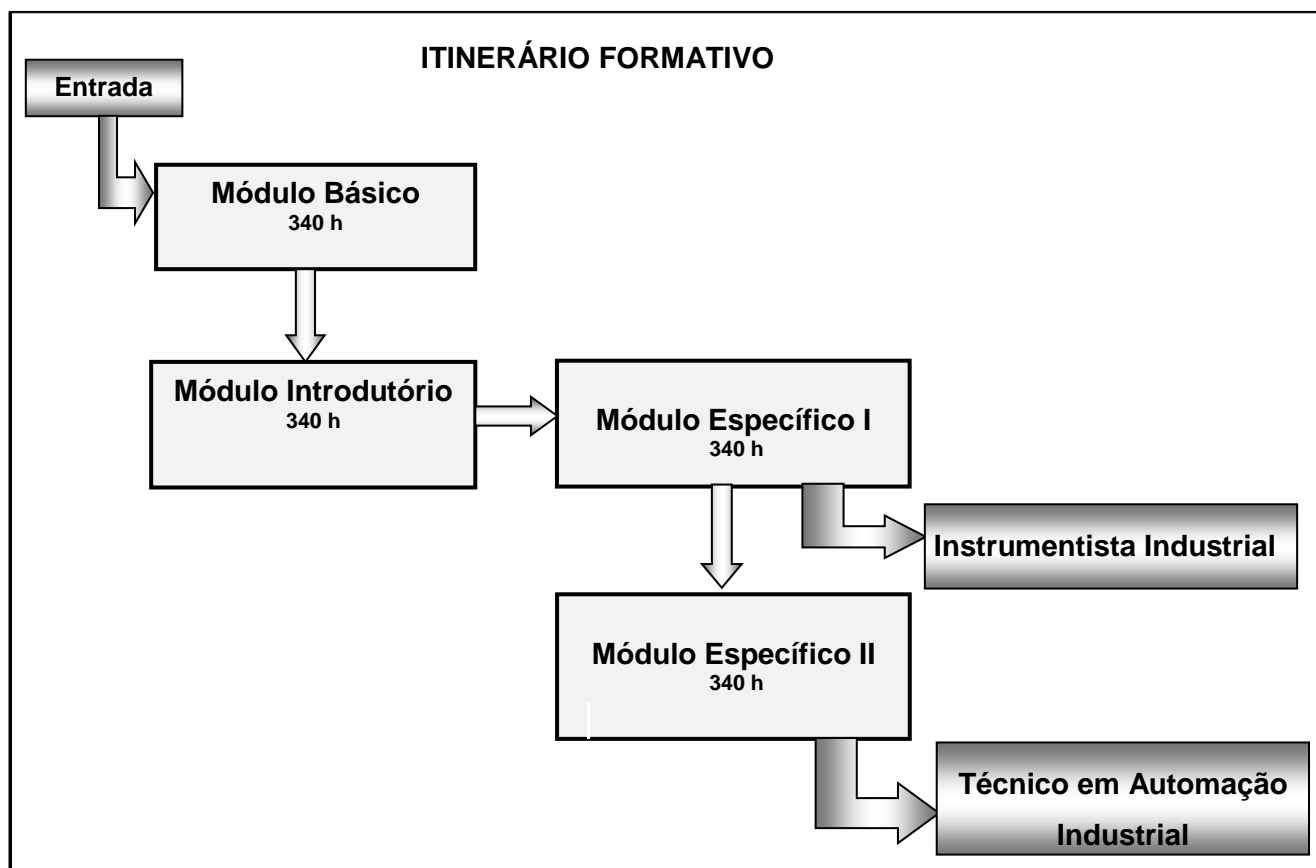 ITINERÁRIO FORMATIVO
Entrada
Módulo Básico
340 h
Módulo Introdutório
340 h
Módulo Específico I
340 h
Instrumentista Industrial
Módulo Específico II
340 h
Técnico em Automação
Industrial